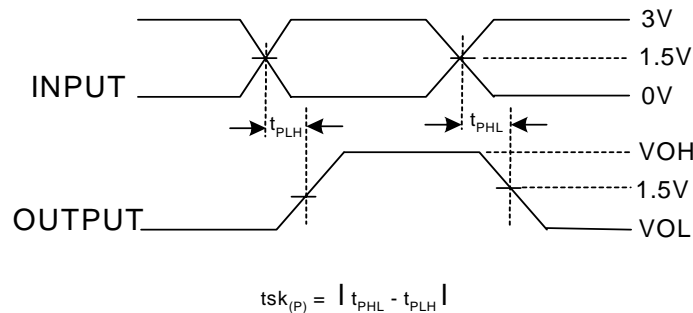 3V
1.5V
INPUT
0V
tPLH
tPHL
VOH
1.5V
OUTPUT
VOL
tsk(P) = | tPHL - tPLH |